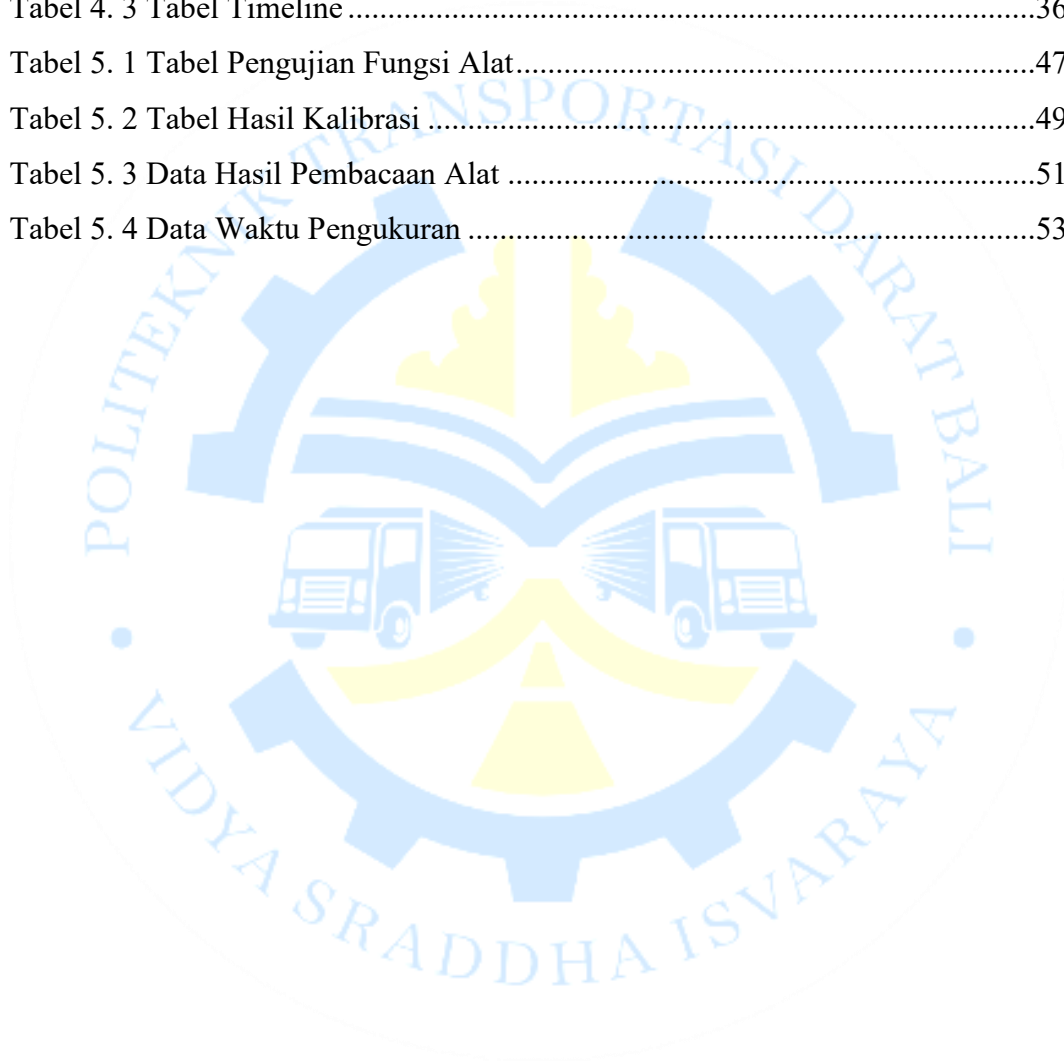 Tabel 4. 3 Tabel Timeline ....................................................................................36
Tabel 5. 1 Tabel Pengujian Fungsi Alat................................................................47
Tabel 5. 2 Tabel Hasil Kalibrasi ..........................................................................49
Tabel 5. 3 Data Hasil Pembacaan Alat .................................................................51
Tabel 5. 4 Data Waktu Pengukuran ......................................................................53
POLITEKNIK TRANSPORTASI DARAT BALI
• VIDYA SRADDHA ISVARAYA •